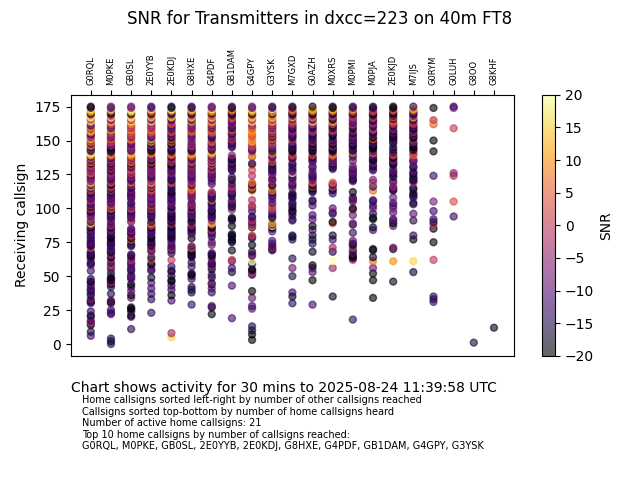 SNR for Transmitters in dxcc=223 on 40m FT8
G0RQL M0PKE GB0SL 2E0YYB 2E0KDJ G8HXE G4PDF GB1DAM G4GPY G3YSK M7GXD G0AZH M0XRS M0PMI M0PJA 2E0KJD M7IJS G0RYM G0LUH G8OO G8KHF
175
150
125
100
75
50
25
0
Receiving callsign
20
15
10
5
0
−5
−10
−15
−20
SNR
Chart shows activity for 30 mins to 2025-08-24 11:39:58 UTC
Home callsigns sorted left-right by number of other callsigns reached
Callsigns sorted top-bottom by number of home callsigns heard
Number of active home callsigns: 21
Top 10 home callsigns by number of callsigns reached:
G0RQL, M0PKE, GB0SL, 2E0YYB, 2E0KDJ, G8HXE, G4PDF, GB1DAM, G4GPY, G3YSK